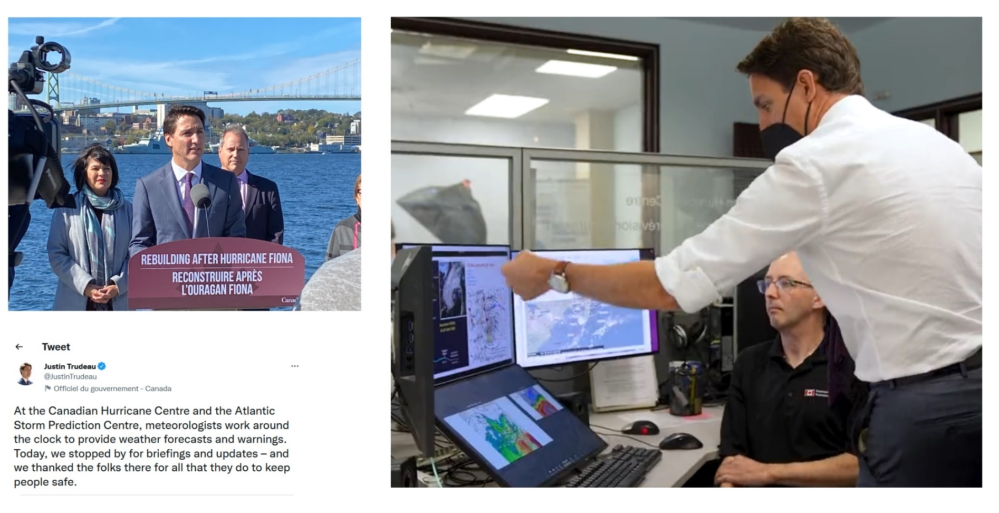 REBUILDING AFTER HURRICANE FIONA
RECONSTRUIRE APRÈS
L'OURAGAN FIONA
Tweet
Justin Trudeau
@JustinTrudeau
Officiel du gouvernement - Canada
At the Canadian Hurricane Centre and the Atlantic
Storm Prediction Centre, meteorologists work around
the clock to provide weather forecasts and warnings.
Today, we stopped by for briefings and updates – and
we thanked the folks there for all that they do to keep
people safe.
Centre